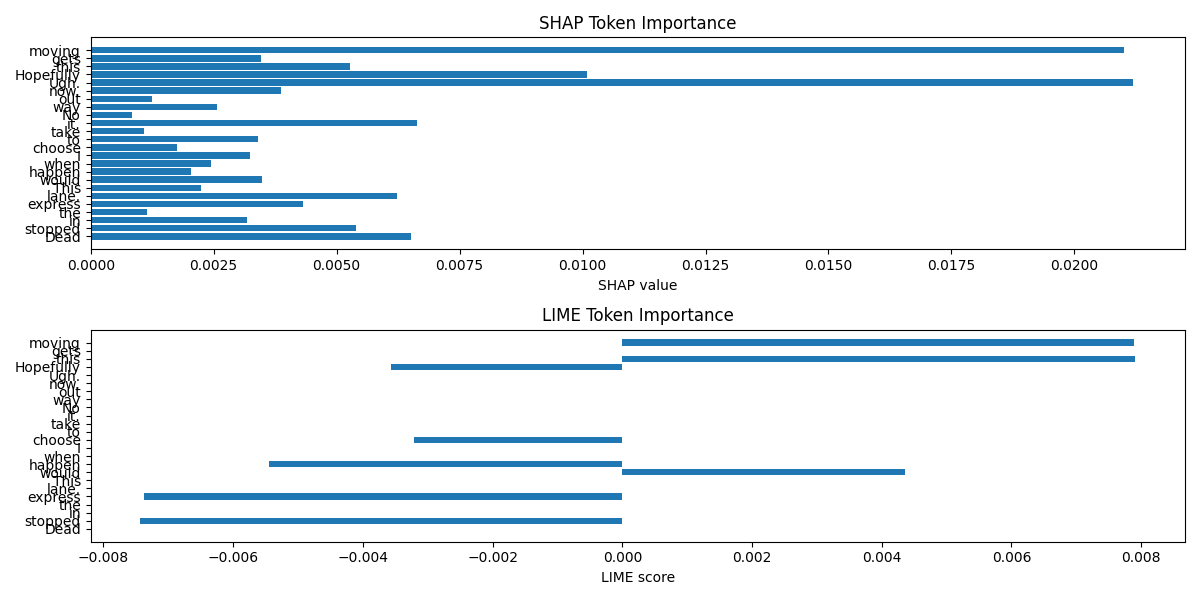 SHAP Token Importance
moving
gets
this
Hopefully
Ugh.
now.
out
way
No
it.
take
to
choose
I
when
happen
would
This
lane.
express
the
In
stopped
Dead
0.0000 0.0025 0.0050 0.0075 0.0100 0.0125 0.0150 0.0175 0.0200
SHAP value
LIME Token Importance
moving
gets
this
Hopefully
Ugh.
now.
out
way
No
it.
take
to
choose
I
when
happen
would
This
lane.
express
the
In
stopped
Dead
−0.008 −0.006 −0.004 −0.002 0.000 0.002 0.004 0.006 0.008
LIME score